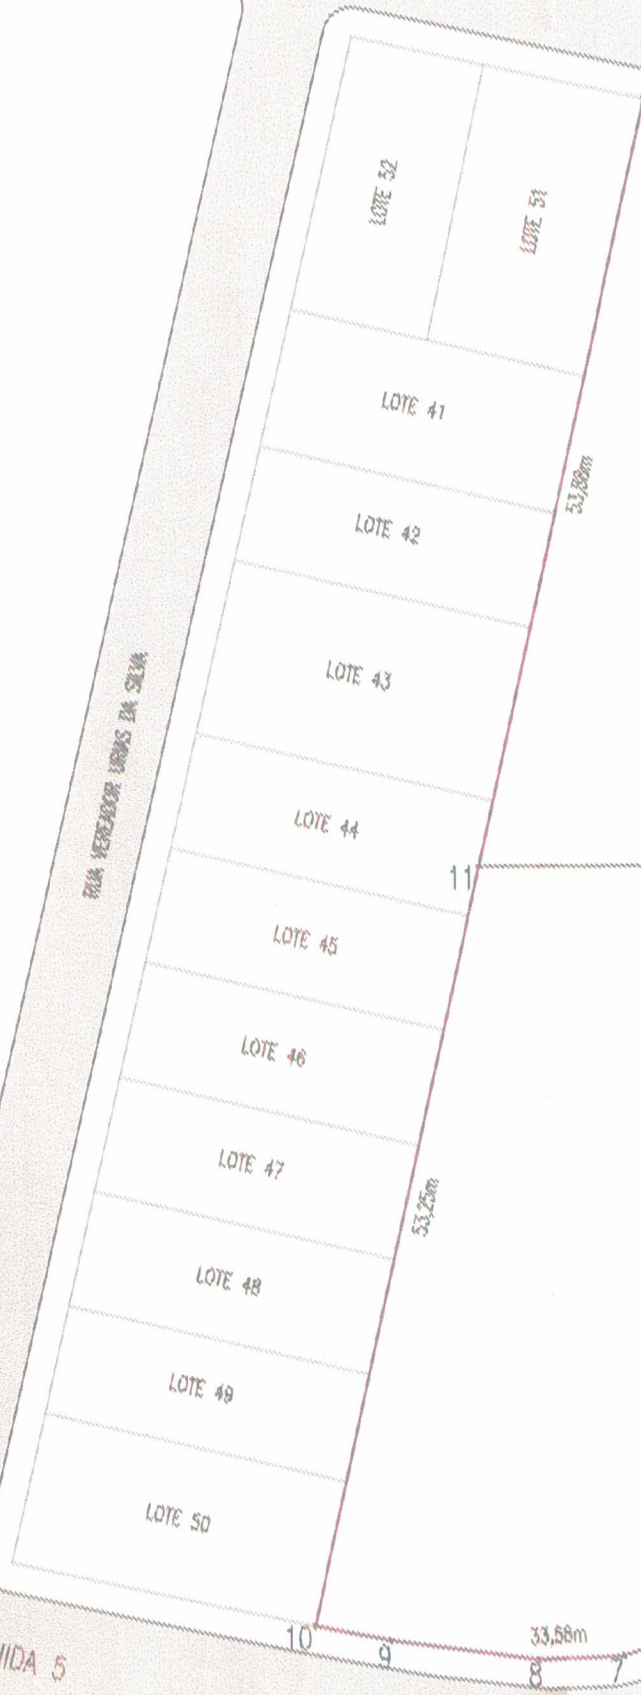 LOTE 52
LOTE 51
LOTE 41
53,88m
LOTE 42
LOTE 43
RUA VEREADOR URIAS DA SILVA
LOTE 44
11
LOTE 45
LOTE 46
LOTE 47
53,25m
LOTE 48
LOTE 49
LOTE 50
10
9
33,58m
8
7
IDA 5